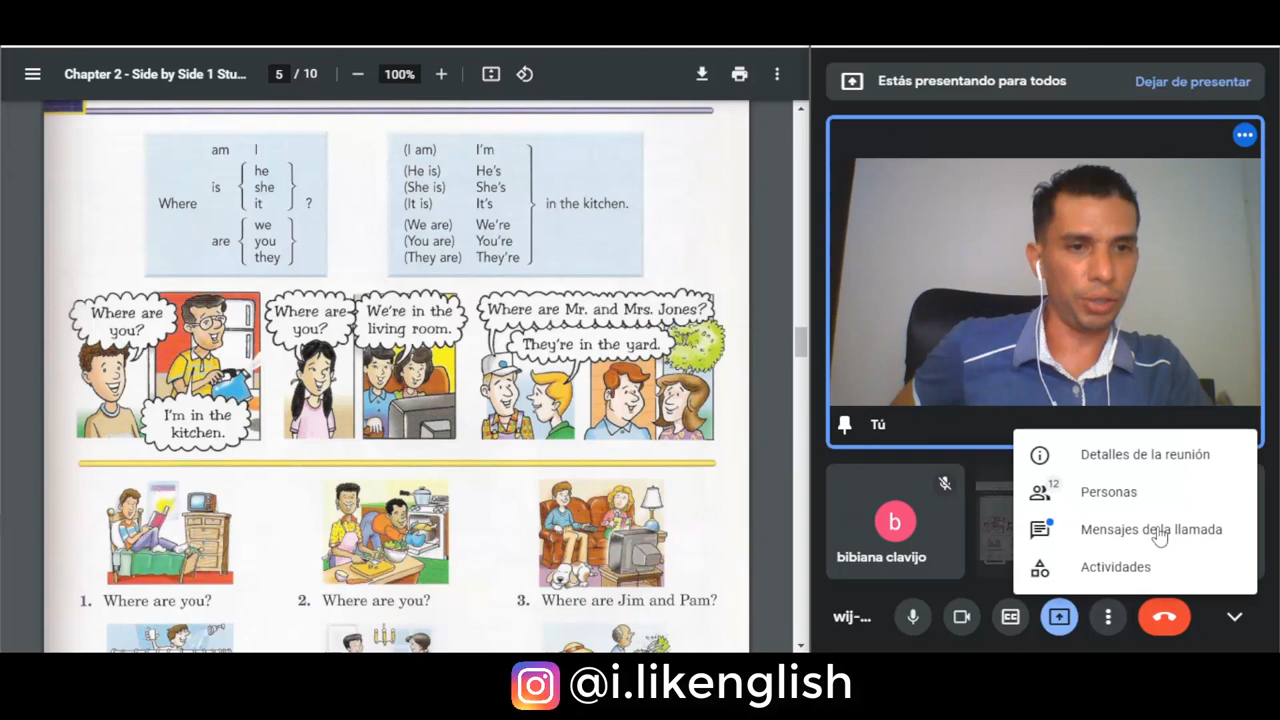 Chapter 2 - Side by Side 1 Stu...
5 / 10
100%
Estás presentando para todos
Dejar de presentar
am I
he
is she
it
Where ?
we
are you
they
(I am) I'm
(He is) He's
(She is) She's
(It is) It's
in the kitchen.
(We are) We're
(You are) You're
(They are) They're
Where are
you?
I'm in the
kitchen.
Where are
you?
We're in the
living room.
Where are Mr. and Mrs. Jones?
They're in the yard.
1. Where are you?
2. Where are you?
3. Where are Jim and Pam?
Tú
b
bibiana clavijo
Detalles de la reunión
12
Personas
Mensajes de la llamada
Actividades
wij-...
@i.likenglish